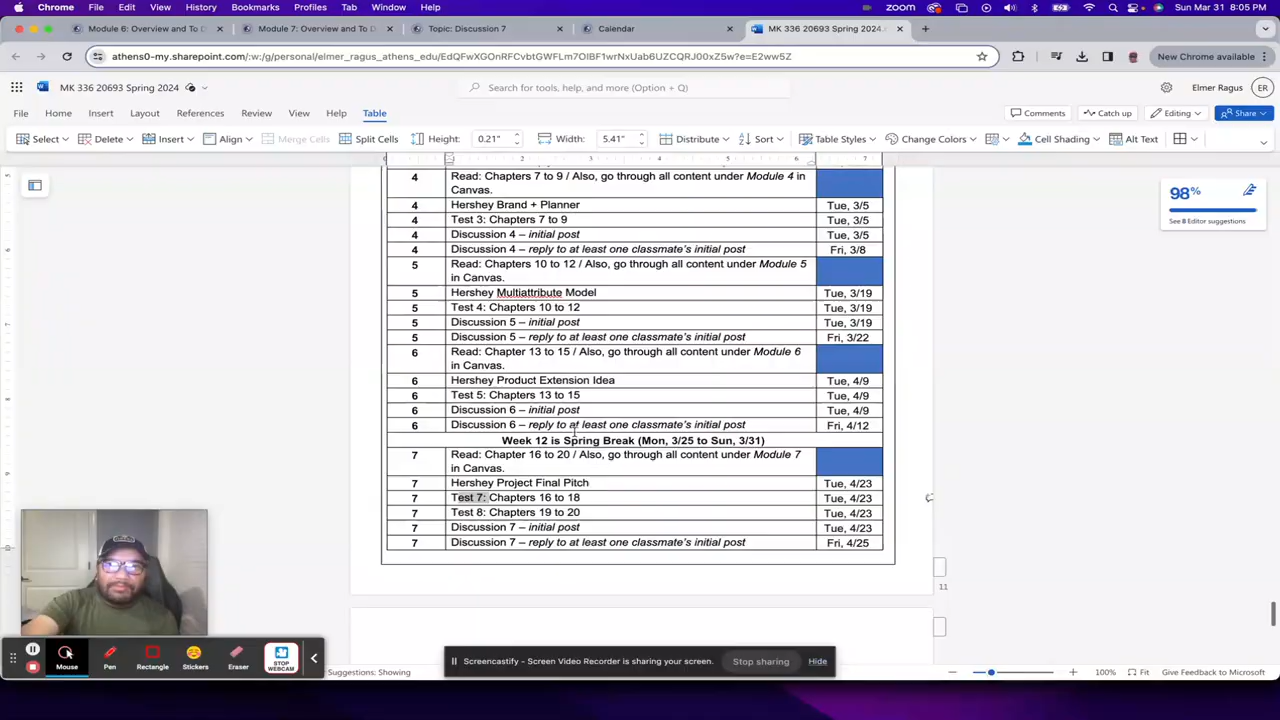 Chrome File Edit View History Bookmarks Profiles Tab Window Help ZOOM Sun Mar 31 8:05 PM
Module 6: Overview and To D Module 7: Overview and To D Topic: Discussion 7 Calendar MK 336 20693 Spring 2024.
athens0-my.sharepoint.com/:w:/g/personal/elmer_ragus_athens_edu/EdQFwXGOnRFCvbtGWFLm7OIBF1wrNxUab6UZCQRJ00xZ5w?e=E2ww5Z New Chrome available
MK 336 20693 Spring 2024 Search for tools, help, and more (Option + Q) Elmer Ragus ER
File Home Insert Layout References Review View Help Table Comments Catch up Editing Share
Select Delete Insert Align Merge Cells Split Cells Height: 0.21" Width: 5.41" Distribute Sort Table Styles Change Colors Cell Shading Alt Text
4 Read: Chapters 7 to 9 / Also, go through all content under Module 4 in
Canvas.
4 Hershey Brand + Planner Tue, 3/5
4 Test 3: Chapters 7 to 9 Tue, 3/5
4 Discussion 4 – initial post Tue, 3/5
4 Discussion 4 – reply to at least one classmate's initial post Fri, 3/8
5 Read: Chapters 10 to 12 / Also, go through all content under Module 5
in Canvas.
5 Hershey Multiattribute Model Tue, 3/19
5 Test 4: Chapters 10 to 12 Tue, 3/19
5 Discussion 5 – initial post Tue, 3/19
5 Discussion 5 – reply to at least one classmate's initial post Fri, 3/22
6 Read: Chapter 13 to 15 / Also, go through all content under Module 6
in Canvas.
6 Hershey Product Extension Idea Tue, 4/9
6 Test 5: Chapters 13 to 15 Tue, 4/9
6 Discussion 6 – initial post Tue, 4/9
6 Discussion 6 – reply to at least one classmate's initial post Fri, 4/12
Week 12 is Spring Break (Mon, 3/25 to Sun, 3/31)
7 Read: Chapter 16 to 20 / Also, go through all content under Module 7
in Canvas.
7 Hershey Project Final Pitch Tue, 4/23
7 Test 7: Chapters 16 to 18 Tue, 4/23
7 Test 8: Chapters 19 to 20 Tue, 4/23
7 Discussion 7 – initial post Tue, 4/23
7 Discussion 7 – reply to at least one classmate's initial post Fri, 4/25
98%
See 8 Editor suggestions
11
Mouse Pen Rectangle Stickers Eraser STOP WEBCAM
Screencastify - Screen Video Recorder is sharing your screen. Stop sharing Hide
Suggestions: Showing 100% Fit Give Feedback to Microsoft